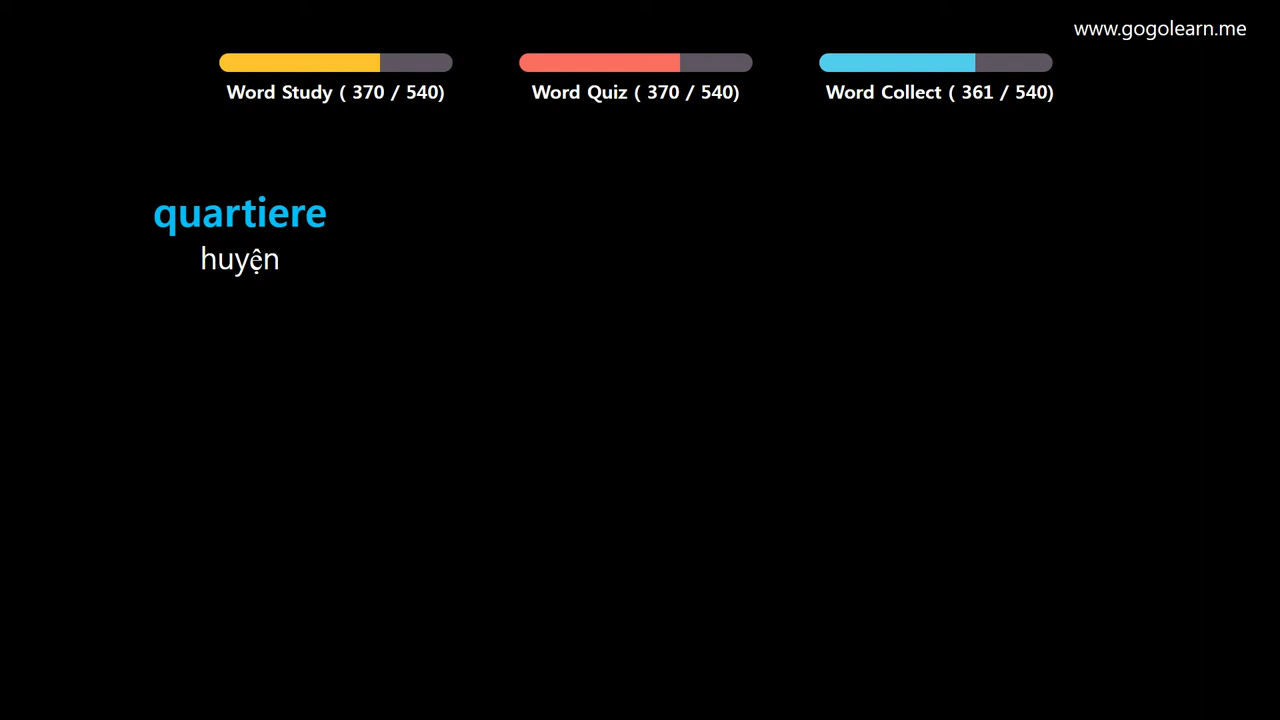 www.gogolearn.me
Word Study ( 370 / 540)
Word Quiz ( 370 / 540)
Word Collect ( 361 / 540)
quartiere
huyện